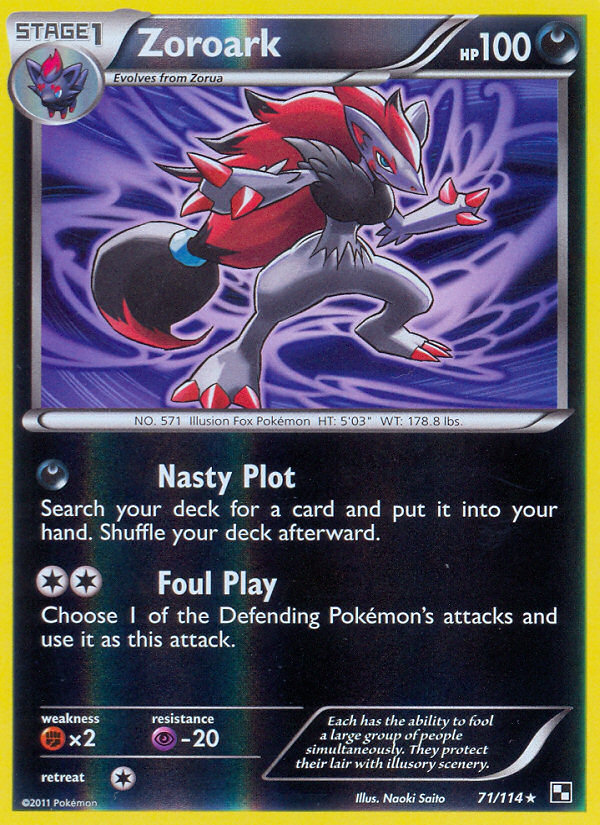 STAGE1
Zoroark
HP100
Evolves from Zorua
NO. 571 Illusion Fox Pokémon HT: 5'03" WT: 178.8 lbs.
Nasty Plot
Search your deck for a card and put it into your
hand. Shuffle your deck afterward.
Foul Play
Choose 1 of the Defending Pokémon's attacks and
use it as this attack.
weakness
×2
resistance
-20
retreat
Each has the ability to fool
a large group of people
simultaneously. They protect
their lair with illusory scenery.
©2011 Pokémon
Illus. Naoki Saito
71/114★